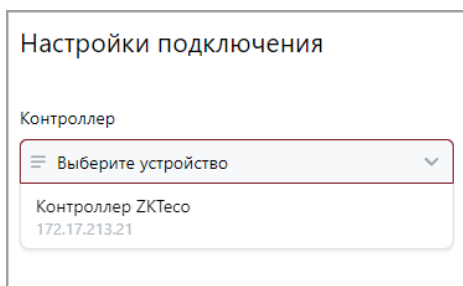 Настройки подключения
Контроллер
Выберите устройство
Контроллер ZKTeco
172.17.213.21